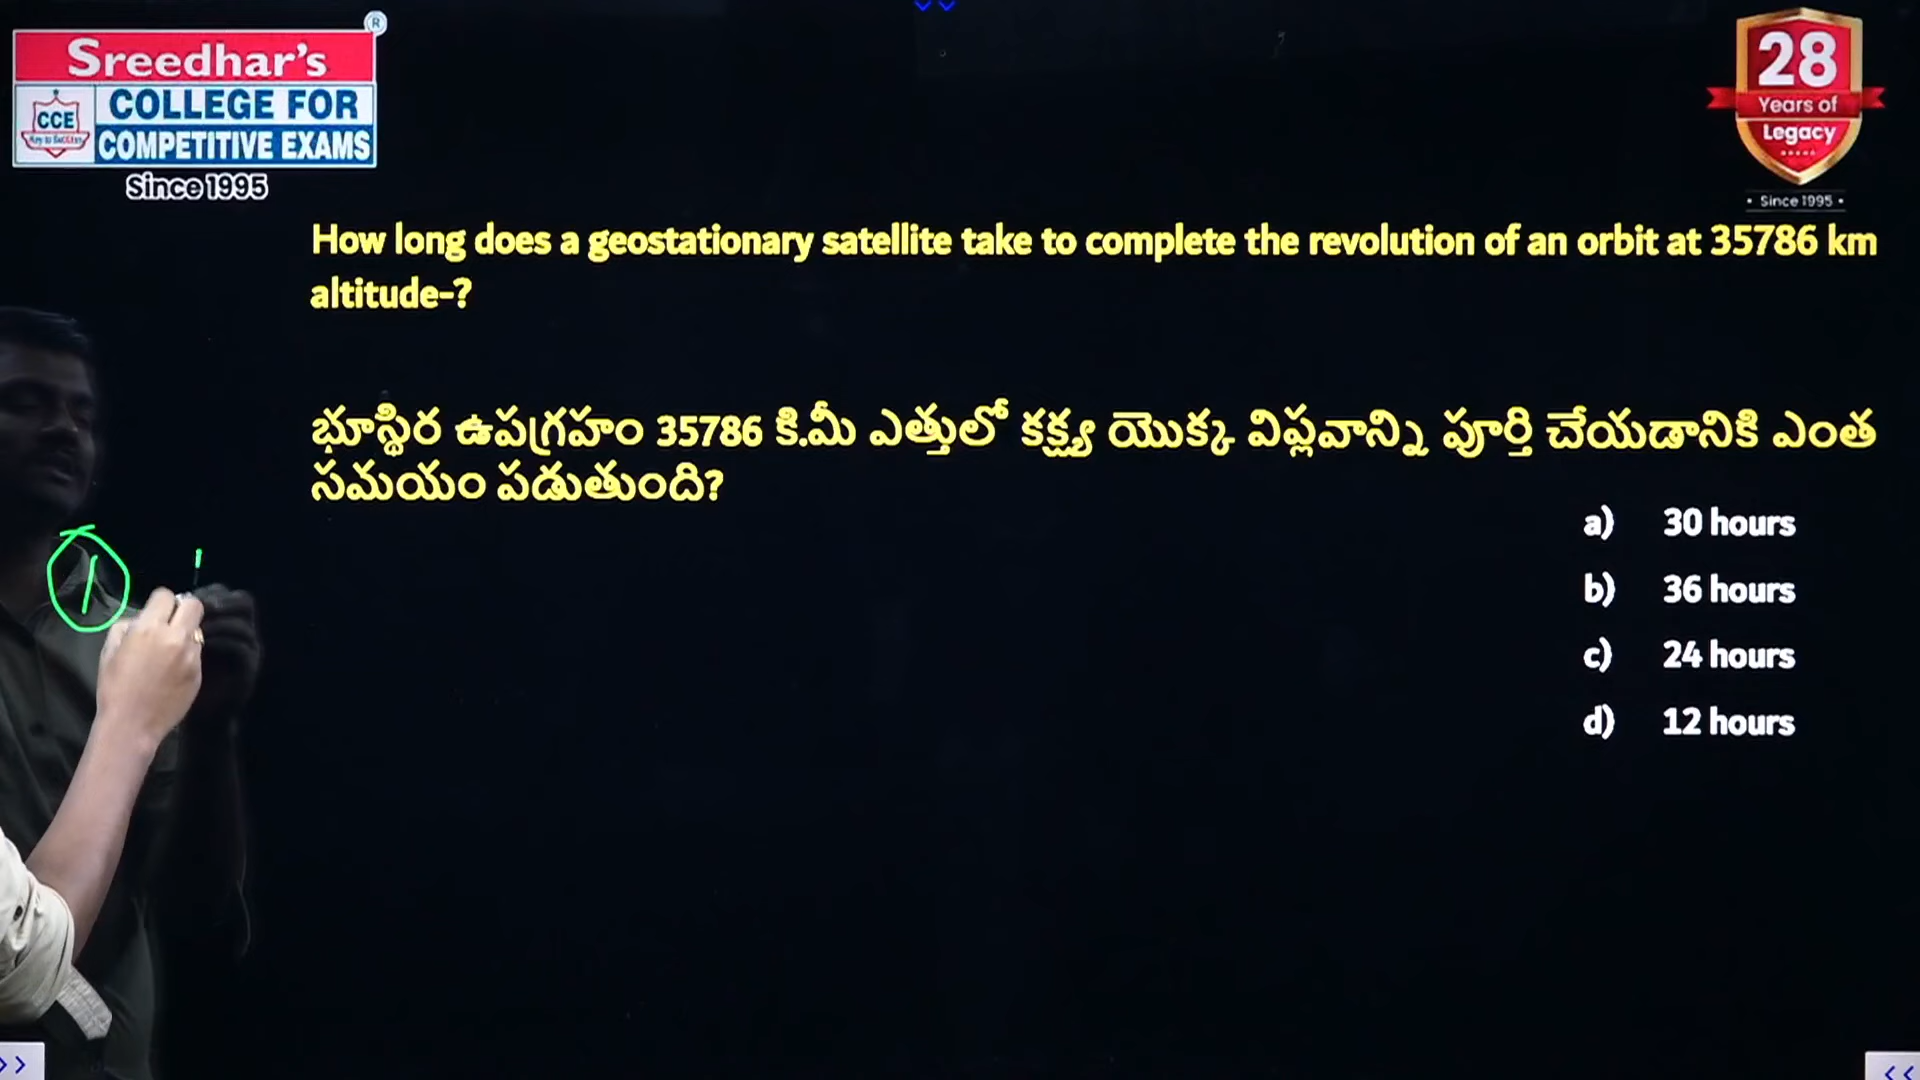 Sreedhar's
®
CCE
COLLEGE FOR
COMPETITIVE EXAMS
Since 1995
28
Years of
Legacy
• Since 1995 •
How long does a geostationary satellite take to complete the revolution of an orbit at 35786 km
altitude-?
భూస్థిర ఉపగ్రహం 35786 కి.మీ ఎత్తులో కక్ష్య యొక్క విప్లవాన్ని పూర్తి చేయడానికి ఎంత
సమయం పడుతుంది?
a) 30 hours
b) 36 hours
c) 24 hours
d) 12 hours
1
>>
<<